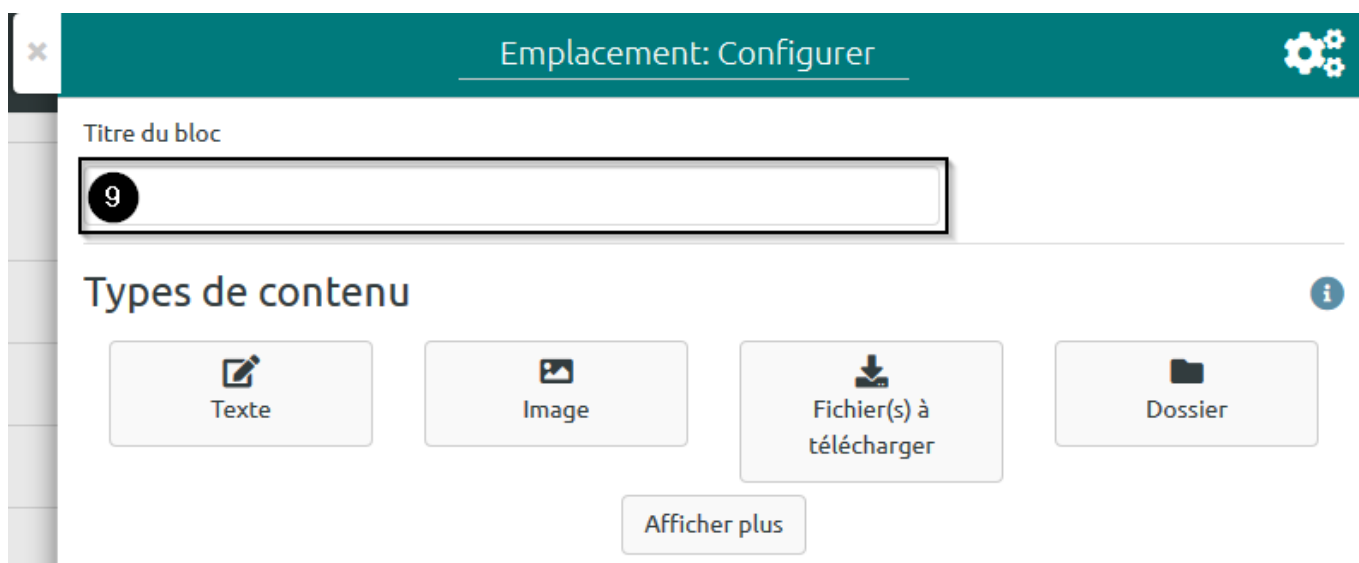 Emplacement: Configurer
Titre du bloc
9
Types de contenu
Texte
Image
Fichier(s) à
télécharger
Dossier
Afficher plus